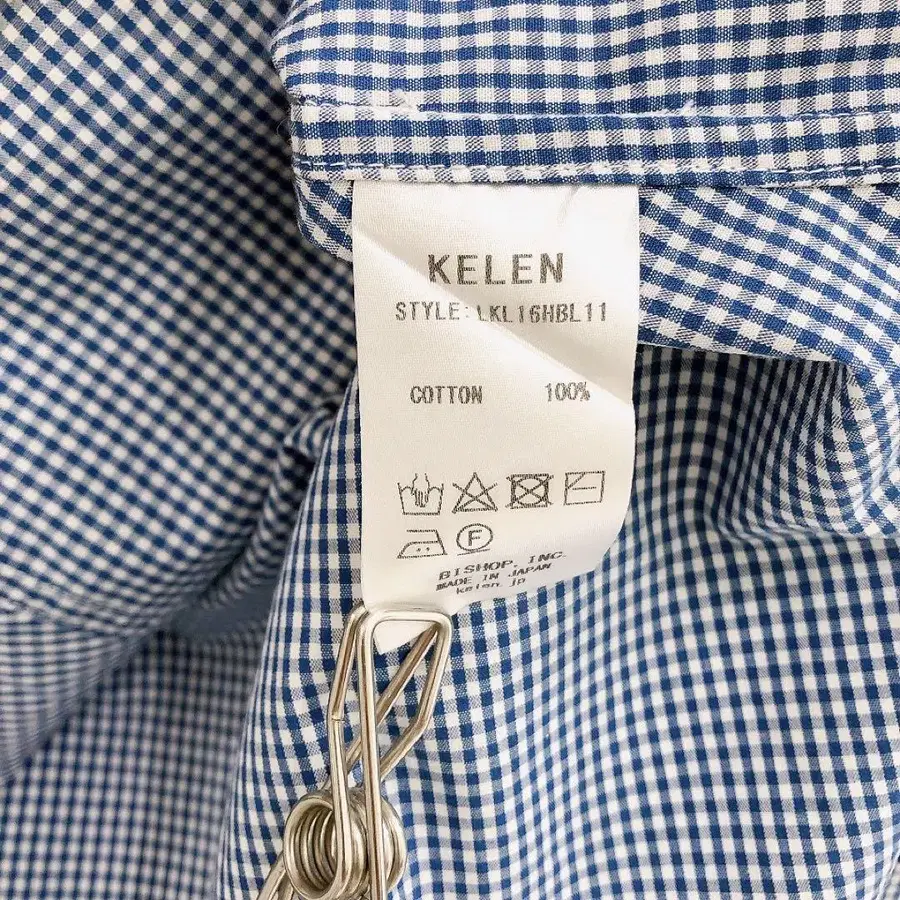 KELEN
STYLE: LKL16HBL11
COTTON 100%
F
BISHOP, INC.
MADE IN JAPAN
kelen.jp